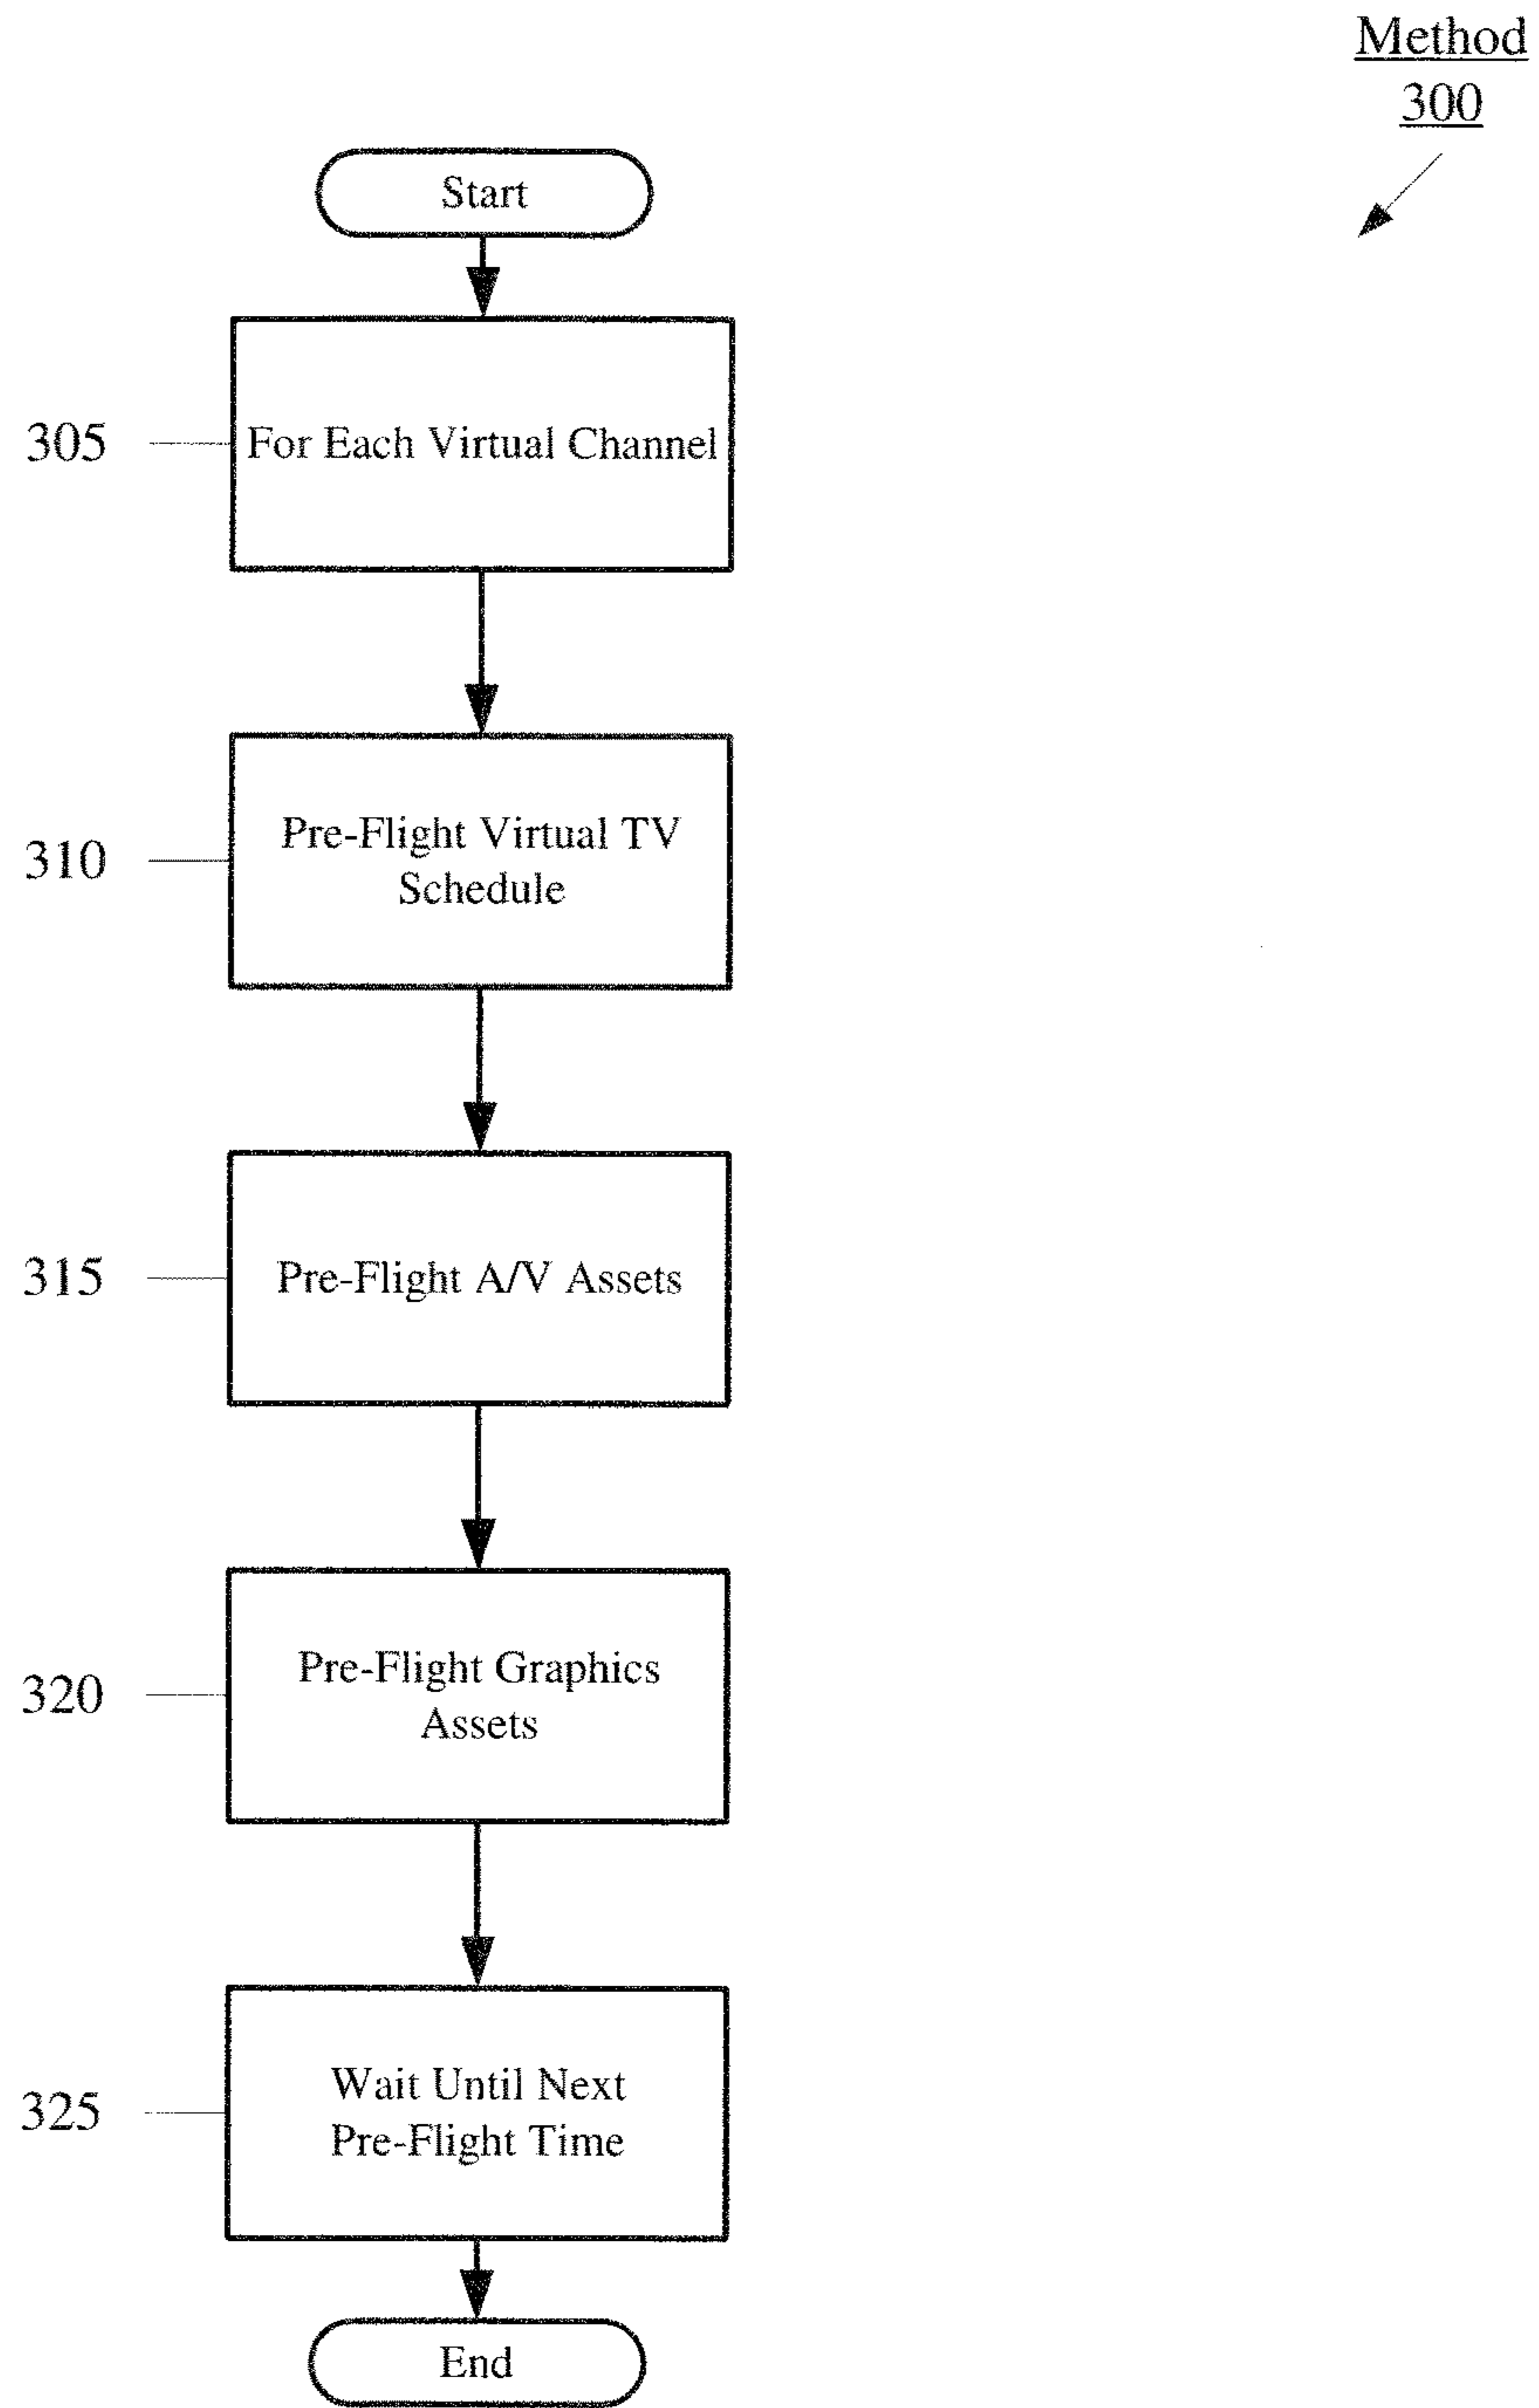 Method
300
Start
305
For Each Virtual Channel
310
Pre-Flight Virtual TV
Schedule
315
Pre-Flight A/V Assets
320
Pre-Flight Graphics
Assets
325
Wait Until Next
Pre-Flight Time
End